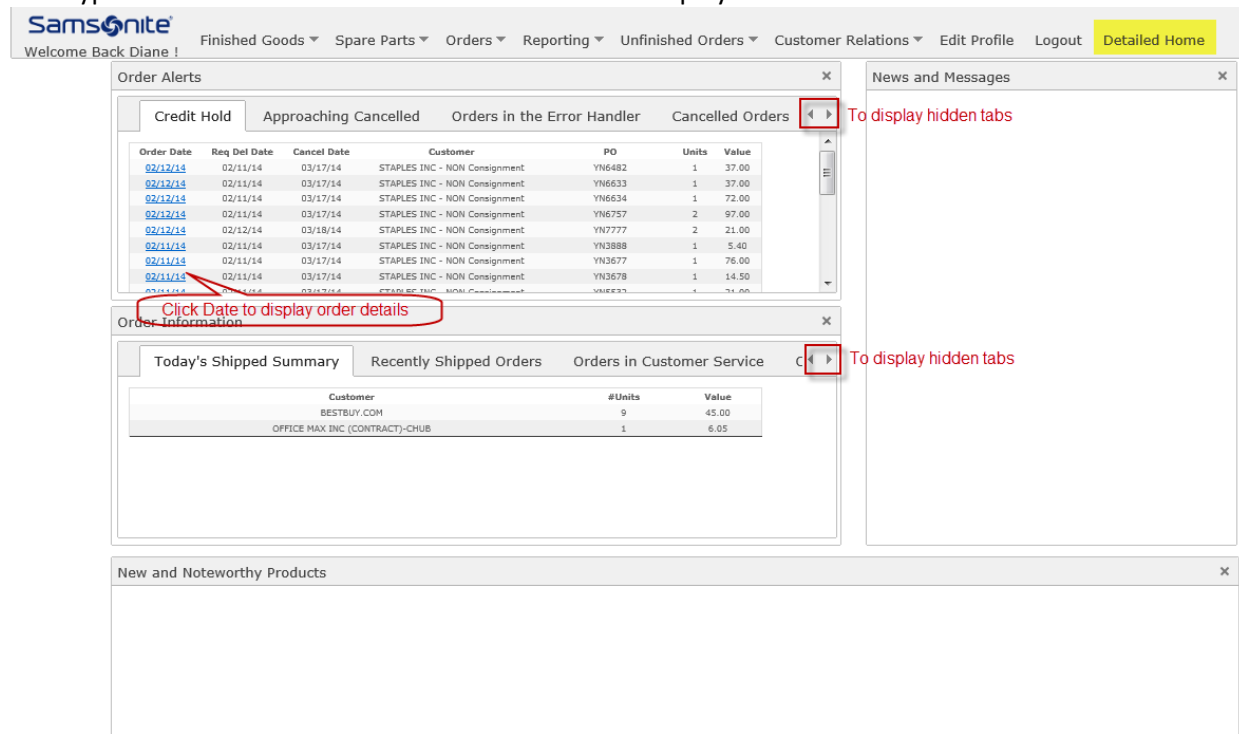 Samsonite
Welcome Back Diane !
Finished Goods Spare Parts Orders Reporting Unfinished Orders Customer Relations Edit Profile Logout Detailed Home
Order Alerts
News and Messages
Credit Hold Approaching Cancelled Orders in the Error Handler Cancelled Orders
To display hidden tabs
Order Date Req Del Date Cancel Date Customer PO Units Value
02/12/14 02/11/14 03/17/14 STAPLES INC - NON Consignment YN6482 1 37.00
02/12/14 02/11/14 03/17/14 STAPLES INC - NON Consignment YN6633 1 37.00
02/12/14 02/11/14 03/17/14 STAPLES INC - NON Consignment YN6634 1 72.00
02/12/14 02/11/14 03/17/14 STAPLES INC - NON Consignment YN6757 2 97.00
02/12/14 02/12/14 03/18/14 STAPLES INC - NON Consignment YN7777 2 21.00
02/11/14 02/11/14 03/17/14 STAPLES INC - NON Consignment YN3888 1 5.40
02/11/14 02/11/14 03/17/14 STAPLES INC - NON Consignment YN3677 1 76.00
02/11/14 02/11/14 03/17/14 STAPLES INC - NON Consignment YN3678 1 14.50
Click Date to display order details
Order Information
Today's Shipped Summary Recently Shipped Orders Orders in Customer Service
To display hidden tabs
Customer #Units Value
BESTBUY.COM 9 45.00
OFFICE MAX INC (CONTRACT)-CHUB 1 6.05
New and Noteworthy Products